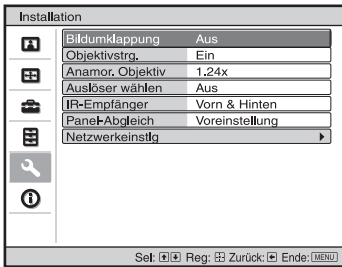 Installation
Bildumklappung Aus
Objektivstrg. Ein
Anamor. Objektiv 1.24x
Auslöser wählen Aus
IR-Empfänger Vorn & Hinten
Panel-Abgleich Voreinstellung
Netzwerkeinstlg
Sel: Reg: Zurück: Ende: MENU